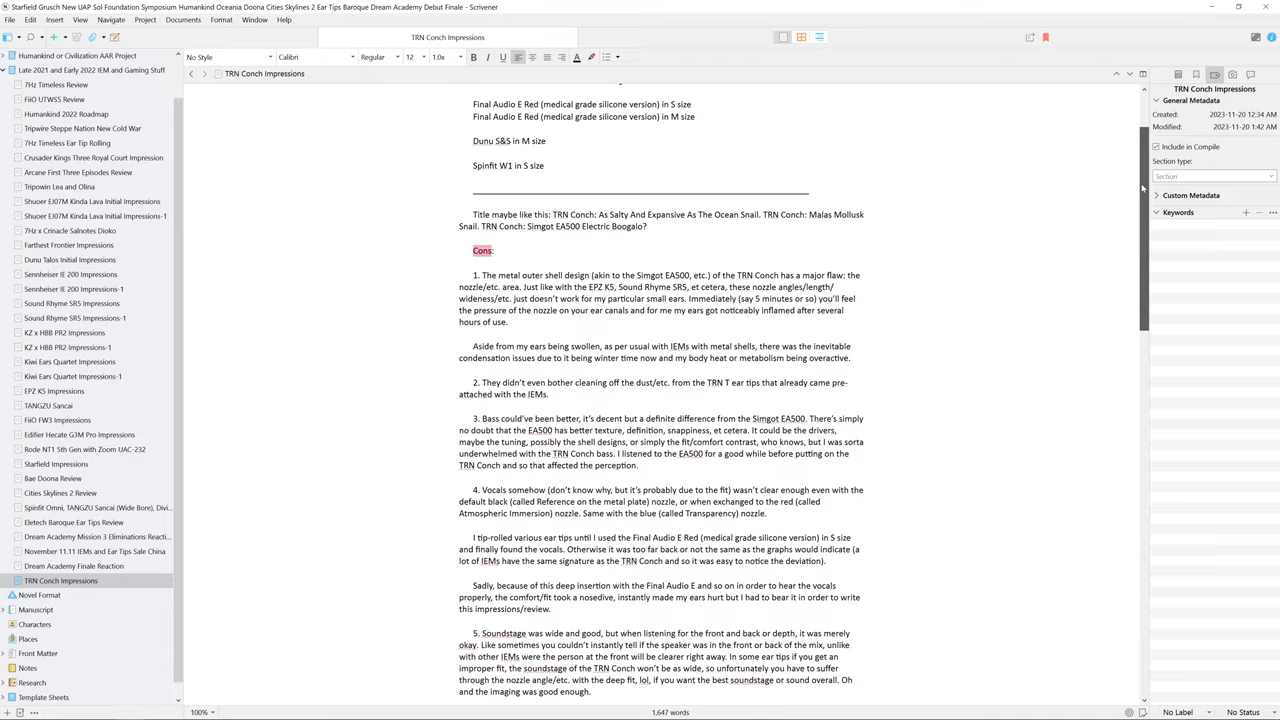 Starfield Grusch New UAP Sol Foundation Symposium Humankind Oceania Doona Cities Skylines 2 Ear Tips Baroque Dream Academy Debut Finale - Scrivener
File Edit Insert View Navigate Project Documents Format Window Help
TRN Conch Impressions
No Style Calibri Regular 12 1.0x B I U A
TRN Conch Impressions
Humankind or Civilization AAR Project
Late 2021 and Early 2022 IEM and Gaming Stuff
7Hz Timeless Review
FiiO UTWS5 Review
Humankind 2022 Roadmap
Tripwire Steppe Nation New Cold War
7Hz Timeless Ear Tip Rolling
Crusader Kings Three Royal Court Impression
Arcane First Three Episodes Review
Tripowin Lea and Olina
Shuoer EJ07M Kinda Lava Initial Impressions
Shuoer EJ07M Kinda Lava Initial Impressions-1
7Hz x Crinacle Salnotes Dioko
Farthest Frontier Impressions
Dunu Talos Initial Impressions
Sennheiser IE 200 Impressions
Sennheiser IE 200 Impressions-1
Sound Rhyme SR5 Impressions
Sound Rhyme SR5 Impressions-1
KZ x HBB PR2 Impressions
KZ x HBB PR2 Impressions-1
Kiwi Ears Quartet Impressions
Kiwi Ears Quartet Impressions-1
EPZ K5 Impressions
TANGZU Sancai
FiiO FW3 Impressions
Edifier Hecate G3M Pro Impressions
Rode NT1 5th Gen with Zoom UAC-232
Starfield Impressions
Bae Doona Review
Cities Skylines 2 Review
Spinfit Omni, TANGZU Sancai (Wide Bore), Divi...
Eletech Baroque Ear Tips Review
Dream Academy Mission 3 Eliminations Reacti...
November 11.11 IEMs and Ear Tips Sale China
Dream Academy Finale Reaction
TRN Conch Impressions
Novel Format
Manuscript
Characters
Places
Front Matter
Notes
Research
Template Sheets
Final Audio E Red (medical grade silicone version) in S size
Final Audio E Red (medical grade silicone version) in M size
Dunu S&S in M size
Spinfit W1 in S size
Title maybe like this: TRN Conch: As Salty And Expansive As The Ocean Snail. TRN Conch: Malas Mollusk
Snail. TRN Conch: Simgot EA500 Electric Boogalo?
Cons:
1. The metal outer shell design (akin to the Simgot EA500, etc.) of the TRN Conch has a major flaw: the
nozzle/etc. area. Just like with the EPZ K5, Sound Rhyme SR5, et cetera, these nozzle angles/length/
wideness/etc. just doesn't work for my particular small ears. Immediately (say 5 minutes or so) you'll feel
the pressure of the nozzle on your ear canals and for me my ears got noticeably inflamed after several
hours of use.
Aside from my ears being swollen, as per usual with IEMs with metal shells, there was the inevitable
condensation issues due to it being winter time now and my body heat or metabolism being overactive.
2. They didn't even bother cleaning off the dust/etc. from the TRN T ear tips that already came pre-
attached with the IEMs.
3. Bass could've been better, it's decent but a definite difference from the Simgot EA500. There's simply
no doubt that the EA500 has better texture, definition, snappiness, et cetera. It could be the drivers,
maybe the tuning, possibly the shell designs, or simply the fit/comfort contrast, who knows, but I was sorta
underwhelmed with the TRN Conch bass. I listened to the EA500 for a good while before putting on the
TRN Conch and so that affected the perception.
4. Vocals somehow (don't know why, but it's probably due to the fit) wasn't clear enough even with the
default black (called Reference on the metal plate) nozzle, or when exchanged to the red (called
Atmospheric Immersion) nozzle. Same with the blue (called Transparency) nozzle.
I tip-rolled various ear tips until I used the Final Audio E Red (medical grade silicone version) in S size
and finally found the vocals. Otherwise it was too far back or not the same as the graphs would indicate (a
lot of IEMs have the same signature as the TRN Conch and so it was easy to notice the deviation).
Sadly, because of this deep insertion with the Final Audio E and so on in order to hear the vocals
properly, the comfort/fit took a nosedive, instantly made my ears hurt but I had to bear it in order to write
this impressions/review.
5. Soundstage was wide and good, but when listening for the front and back or depth, it was merely
okay. Like sometimes you couldn't instantly tell if the speaker was in the front or back of the mix, unlike
with other IEMs were the person at the front will be clearer right away. In some ear tips if you get an
improper fit, the soundstage of the TRN Conch won't be as wide, so unfortunately you have to suffer
through the nozzle angle/etc. with the deep fit, lol, if you want the best soundstage or sound overall. Oh
and the imaging was good enough.
TRN Conch Impressions
General Metadata
Created: 2023-11-20 12:34 AM
Modified: 2023-11-20 1:42 AM
Include in Compile
Section type:
Section
Custom Metadata
Keywords
100%
1,647 words
No Label
No Status